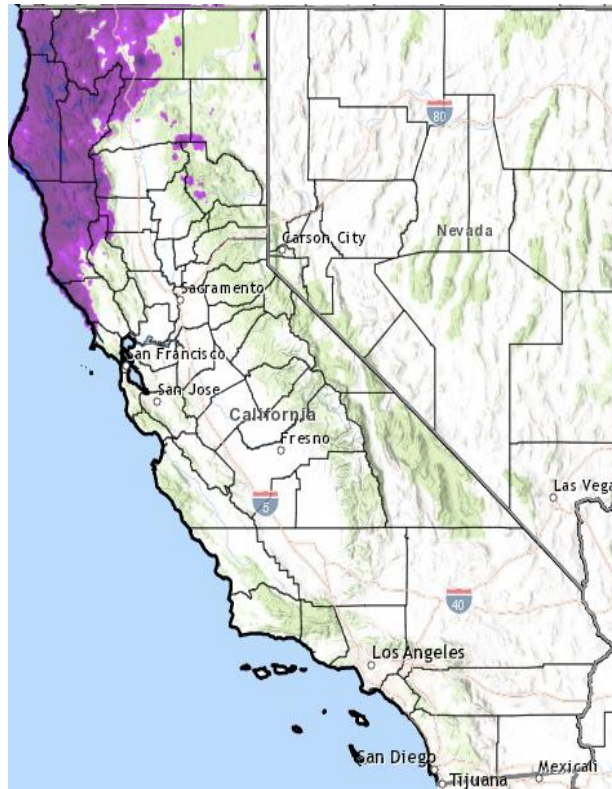 80
Nevada
Carson City
Sacramento
San Francisco
San Jose
California
Fresno
5
Las Vega
40
Los Angeles
San Diego
Mexicali
Tijuana